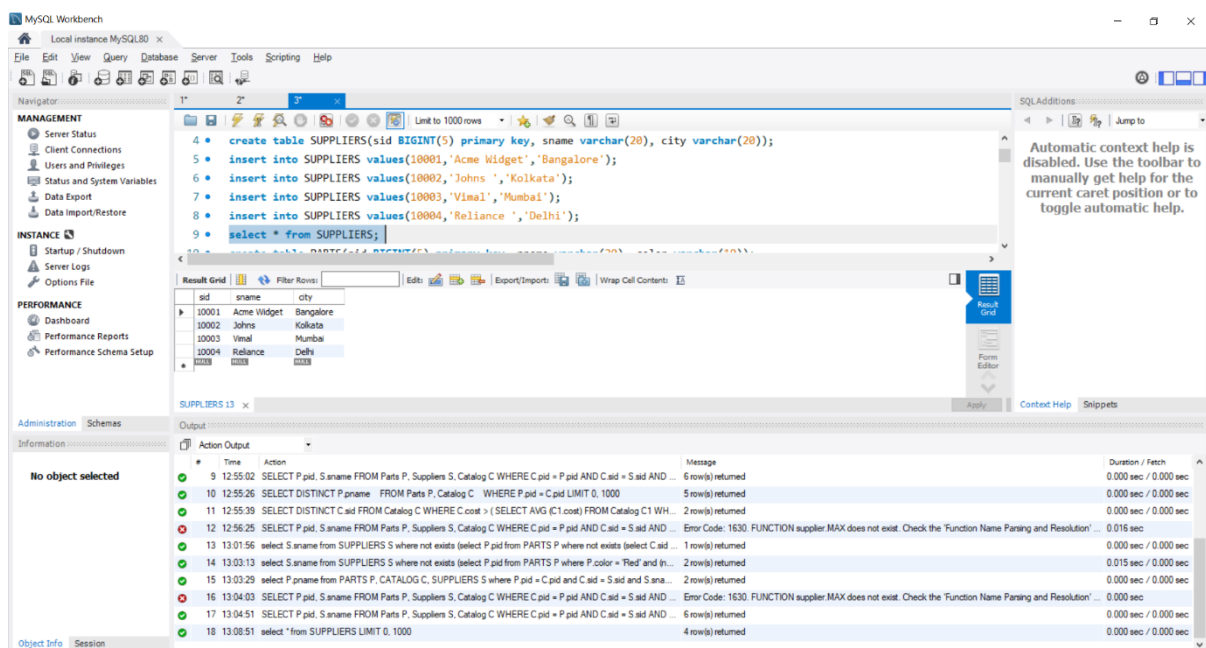 MySQL Workbench
Local instance MySQL80
File Edit View Query Database Server Tools Scripting Help
Navigator
MANAGEMENT
Server Status
Client Connections
Users and Privileges
Status and System Variables
Data Export
Data Import/Restore
INSTANCE
Startup / Shutdown
Server Logs
Options File
PERFORMANCE
Dashboard
Performance Reports
Performance Schema Setup
Administration Schemas
Information
No object selected
Object Info Session
1* 2* 3*
Limit to 1000 rows
4 create table SUPPLIERS(sid BIGINT(5) primary key, sname varchar(20), city varchar(20));
5 insert into SUPPLIERS values(10001,'Acme Widget','Bangalore');
6 insert into SUPPLIERS values(10002,'Johns ','Kolkata');
7 insert into SUPPLIERS values(10003,'Vimal','Mumbai');
8 insert into SUPPLIERS values(10004,'Reliance ','Delhi');
9 select * from SUPPLIERS;
10 create table PARTS(pid BIGINT(5) primary key, pname varchar(20), color varchar(10));
Result Grid Filter Rows: Edit: Export/Import: Wrap Cell Content:
sid sname city
10001 Acme Widget Bangalore
10002 Johns Kolkata
10003 Vimal Mumbai
10004 Reliance Delhi
NULL NULL NULL
Result Grid
Form Editor
SUPPLIERS 13 Apply
SQLAdditions
Jump to
Automatic context help is
disabled. Use the toolbar to
manually get help for the
current caret position or to
toggle automatic help.
Context Help Snippets
Output
Action Output
# Time Action Message Duration / Fetch
9 12:55:02 SELECT P.pid, S.sname FROM Parts P, Suppliers S, Catalog C WHERE C.pid = P.pid AND C.sid = S.sid AND ... 6 row(s) returned 0.000 sec / 0.000 sec
10 12:55:26 SELECT DISTINCT P.pname FROM Parts P, Catalog C WHERE P.pid = C.pid LIMIT 0, 1000 5 row(s) returned 0.000 sec / 0.000 sec
11 12:55:39 SELECT DISTINCT C.sid FROM Catalog C WHERE C.cost > ( SELECT AVG (C1.cost) FROM Catalog C1 WH... 2 row(s) returned 0.000 sec / 0.000 sec
12 12:56:25 SELECT P.pid, S.sname FROM Parts P, Suppliers S, Catalog C WHERE C.pid = P.pid AND C.sid = S.sid AND ... Error Code: 1630. FUNCTION supplier.MAX does not exist. Check the 'Function Name Parsing and Resolution' ... 0.016 sec
13 13:01:56 select S.sname from SUPPLIERS S where not exists (select P.pid from PARTS P where not exists (select C.sid ... 1 row(s) returned 0.000 sec / 0.000 sec
14 13:03:13 select S.sname from SUPPLIERS S where not exists (select P.pid from PARTS P where P.color = 'Red' and (n... 2 row(s) returned 0.015 sec / 0.000 sec
15 13:03:29 select P.pname from PARTS P, CATALOG C, SUPPLIERS S where P.pid = C.pid and C.sid = S.sid and S.sna... 2 row(s) returned 0.000 sec / 0.000 sec
16 13:04:03 SELECT P.pid, S.sname FROM Parts P, Suppliers S, Catalog C WHERE C.pid = P.pid AND C.sid = S.sid AND ... Error Code: 1630. FUNCTION supplier.MAX does not exist. Check the 'Function Name Parsing and Resolution' ... 0.000 sec
17 13:04:51 SELECT P.pid, S.sname FROM Parts P, Suppliers S, Catalog C WHERE C.pid = P.pid AND C.sid = S.sid AND ... 6 row(s) returned 0.000 sec / 0.000 sec
18 13:08:51 select * from SUPPLIERS LIMIT 0, 1000 4 row(s) returned 0.000 sec / 0.000 sec